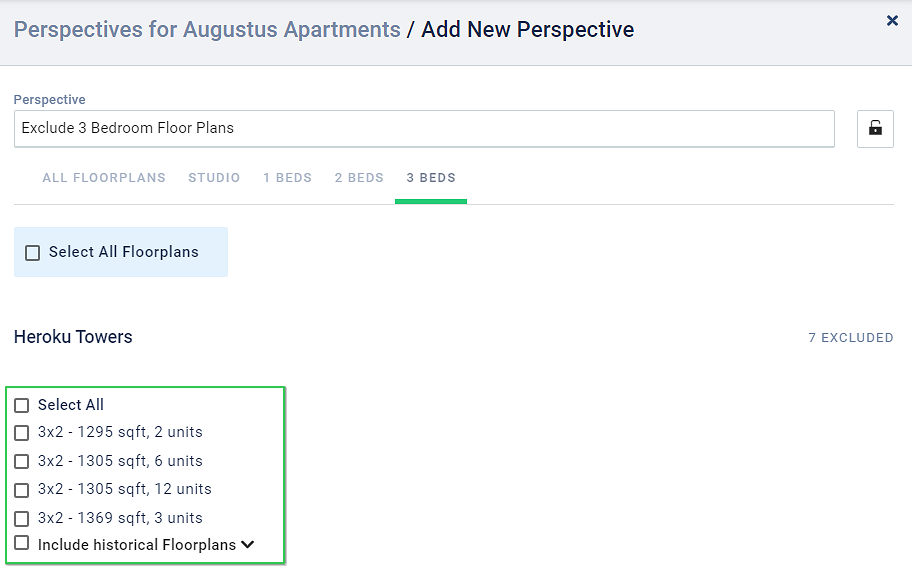 Perspectives for Augustus Apartments / Add New Perspective
Perspective
Exclude 3 Bedroom Floor Plans
ALL FLOORPLANS STUDIO 1 BEDS 2 BEDS 3 BEDS
Select All Floorplans
Heroku Towers 7 EXCLUDED
Select All
3x2 - 1295 sqft, 2 units
3x2 - 1305 sqft, 6 units
3x2 - 1305 sqft, 12 units
3x2 - 1369 sqft, 3 units
Include historical Floorplans